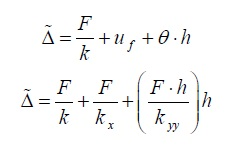 Δ̃ = F/k + u_f + θ · h
Δ̃ = F/k + F/k_x + (F · h/k_yy) h